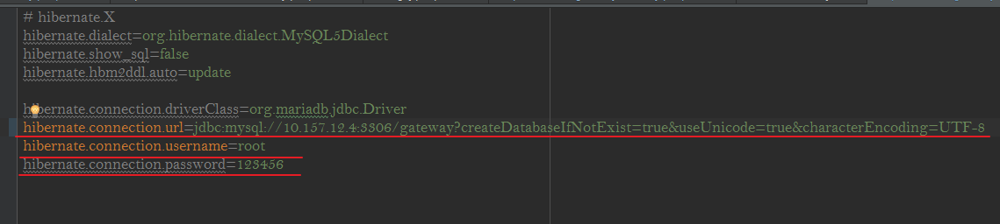 # hibernate.X
hibernate.dialect=org.hibernate.dialect.MySQL5Dialect
hibernate.show_sql=false
hibernate.hbm2ddl.auto=update
hibernate.connection.driverClass=org.mariadb.jdbc.Driver
hibernate.connection.url=jdbc:mysql://10.157.12.4:3306/gateway?createDatabaseIfNotExist=true&useUnicode=true&characterEncoding=UTF-8
hibernate.connection.username=root
hibernate.connection.password=123456